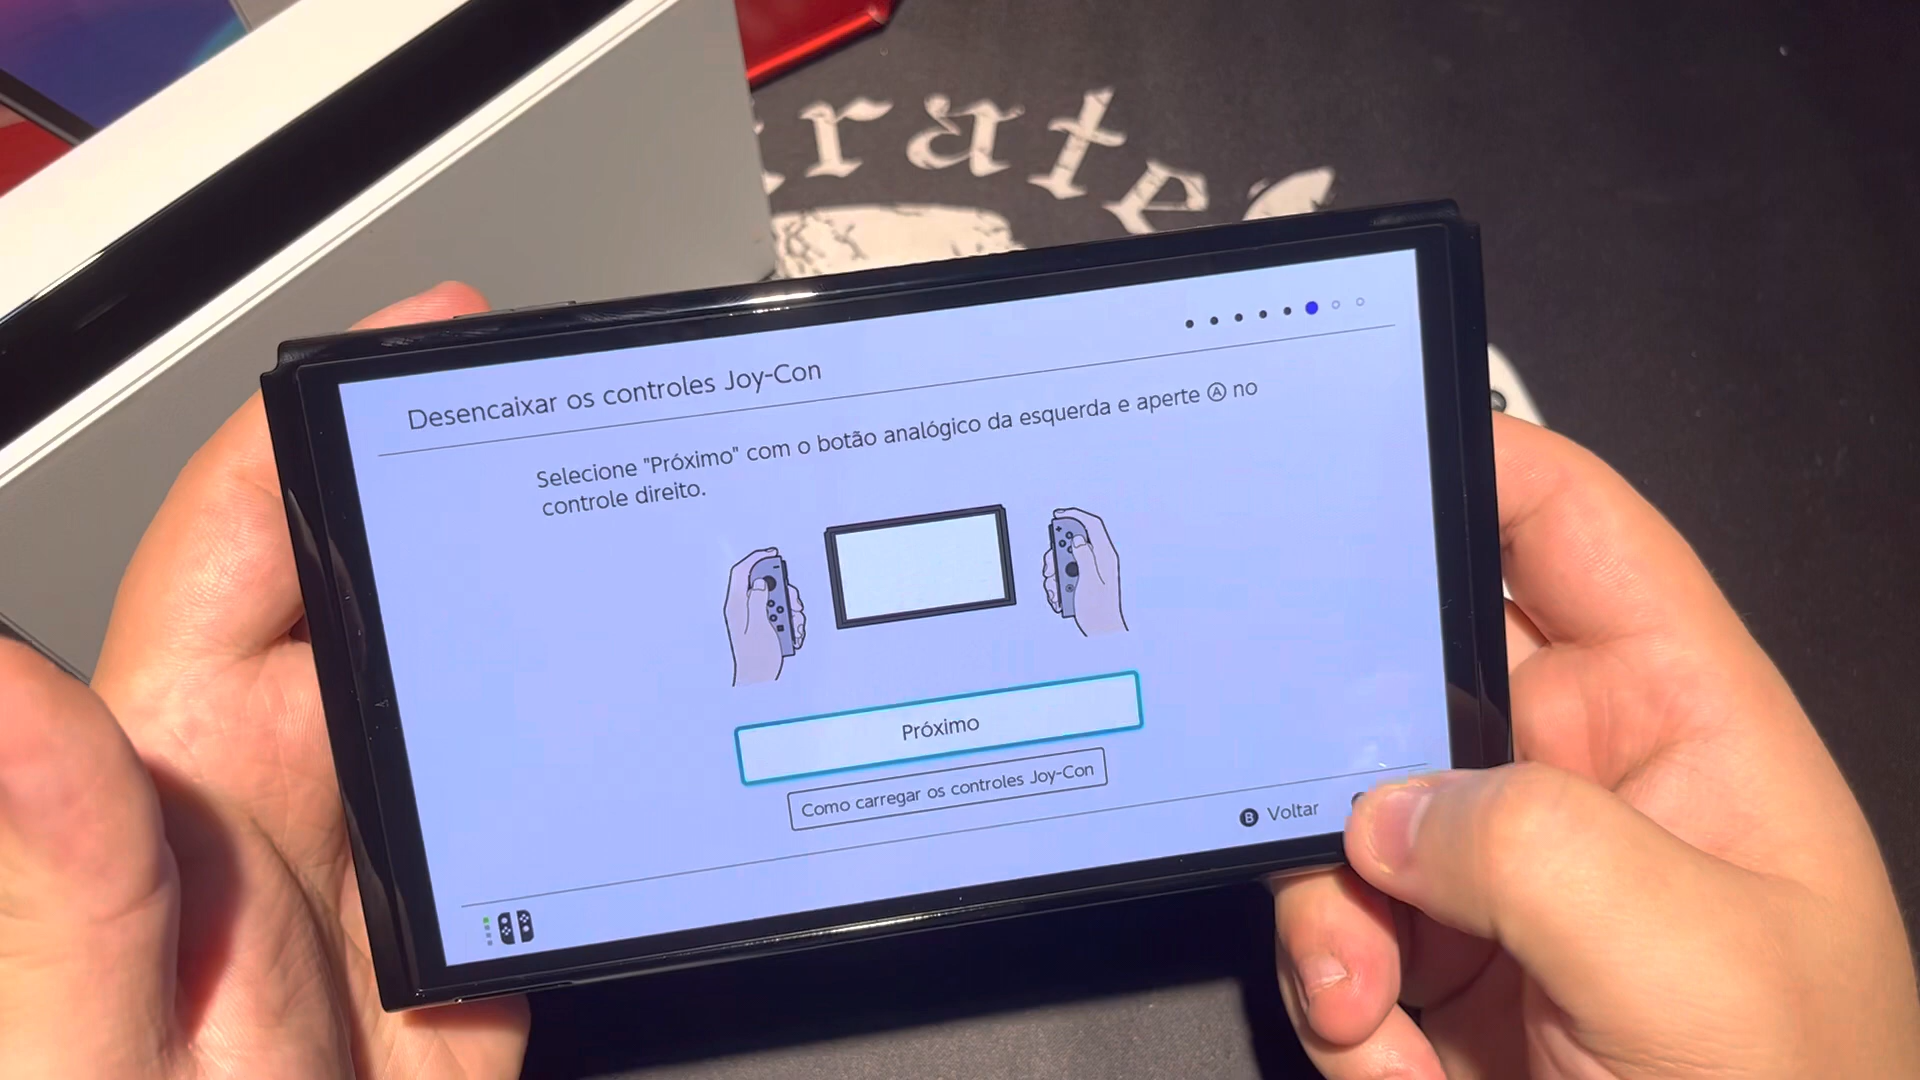 Desencaixar os controles Joy-Con
Selecione "Próximo" com o botão analógico da esquerda e aperte Ⓐ no
controle direito.
Próximo
Como carregar os controles Joy-Con
B Voltar